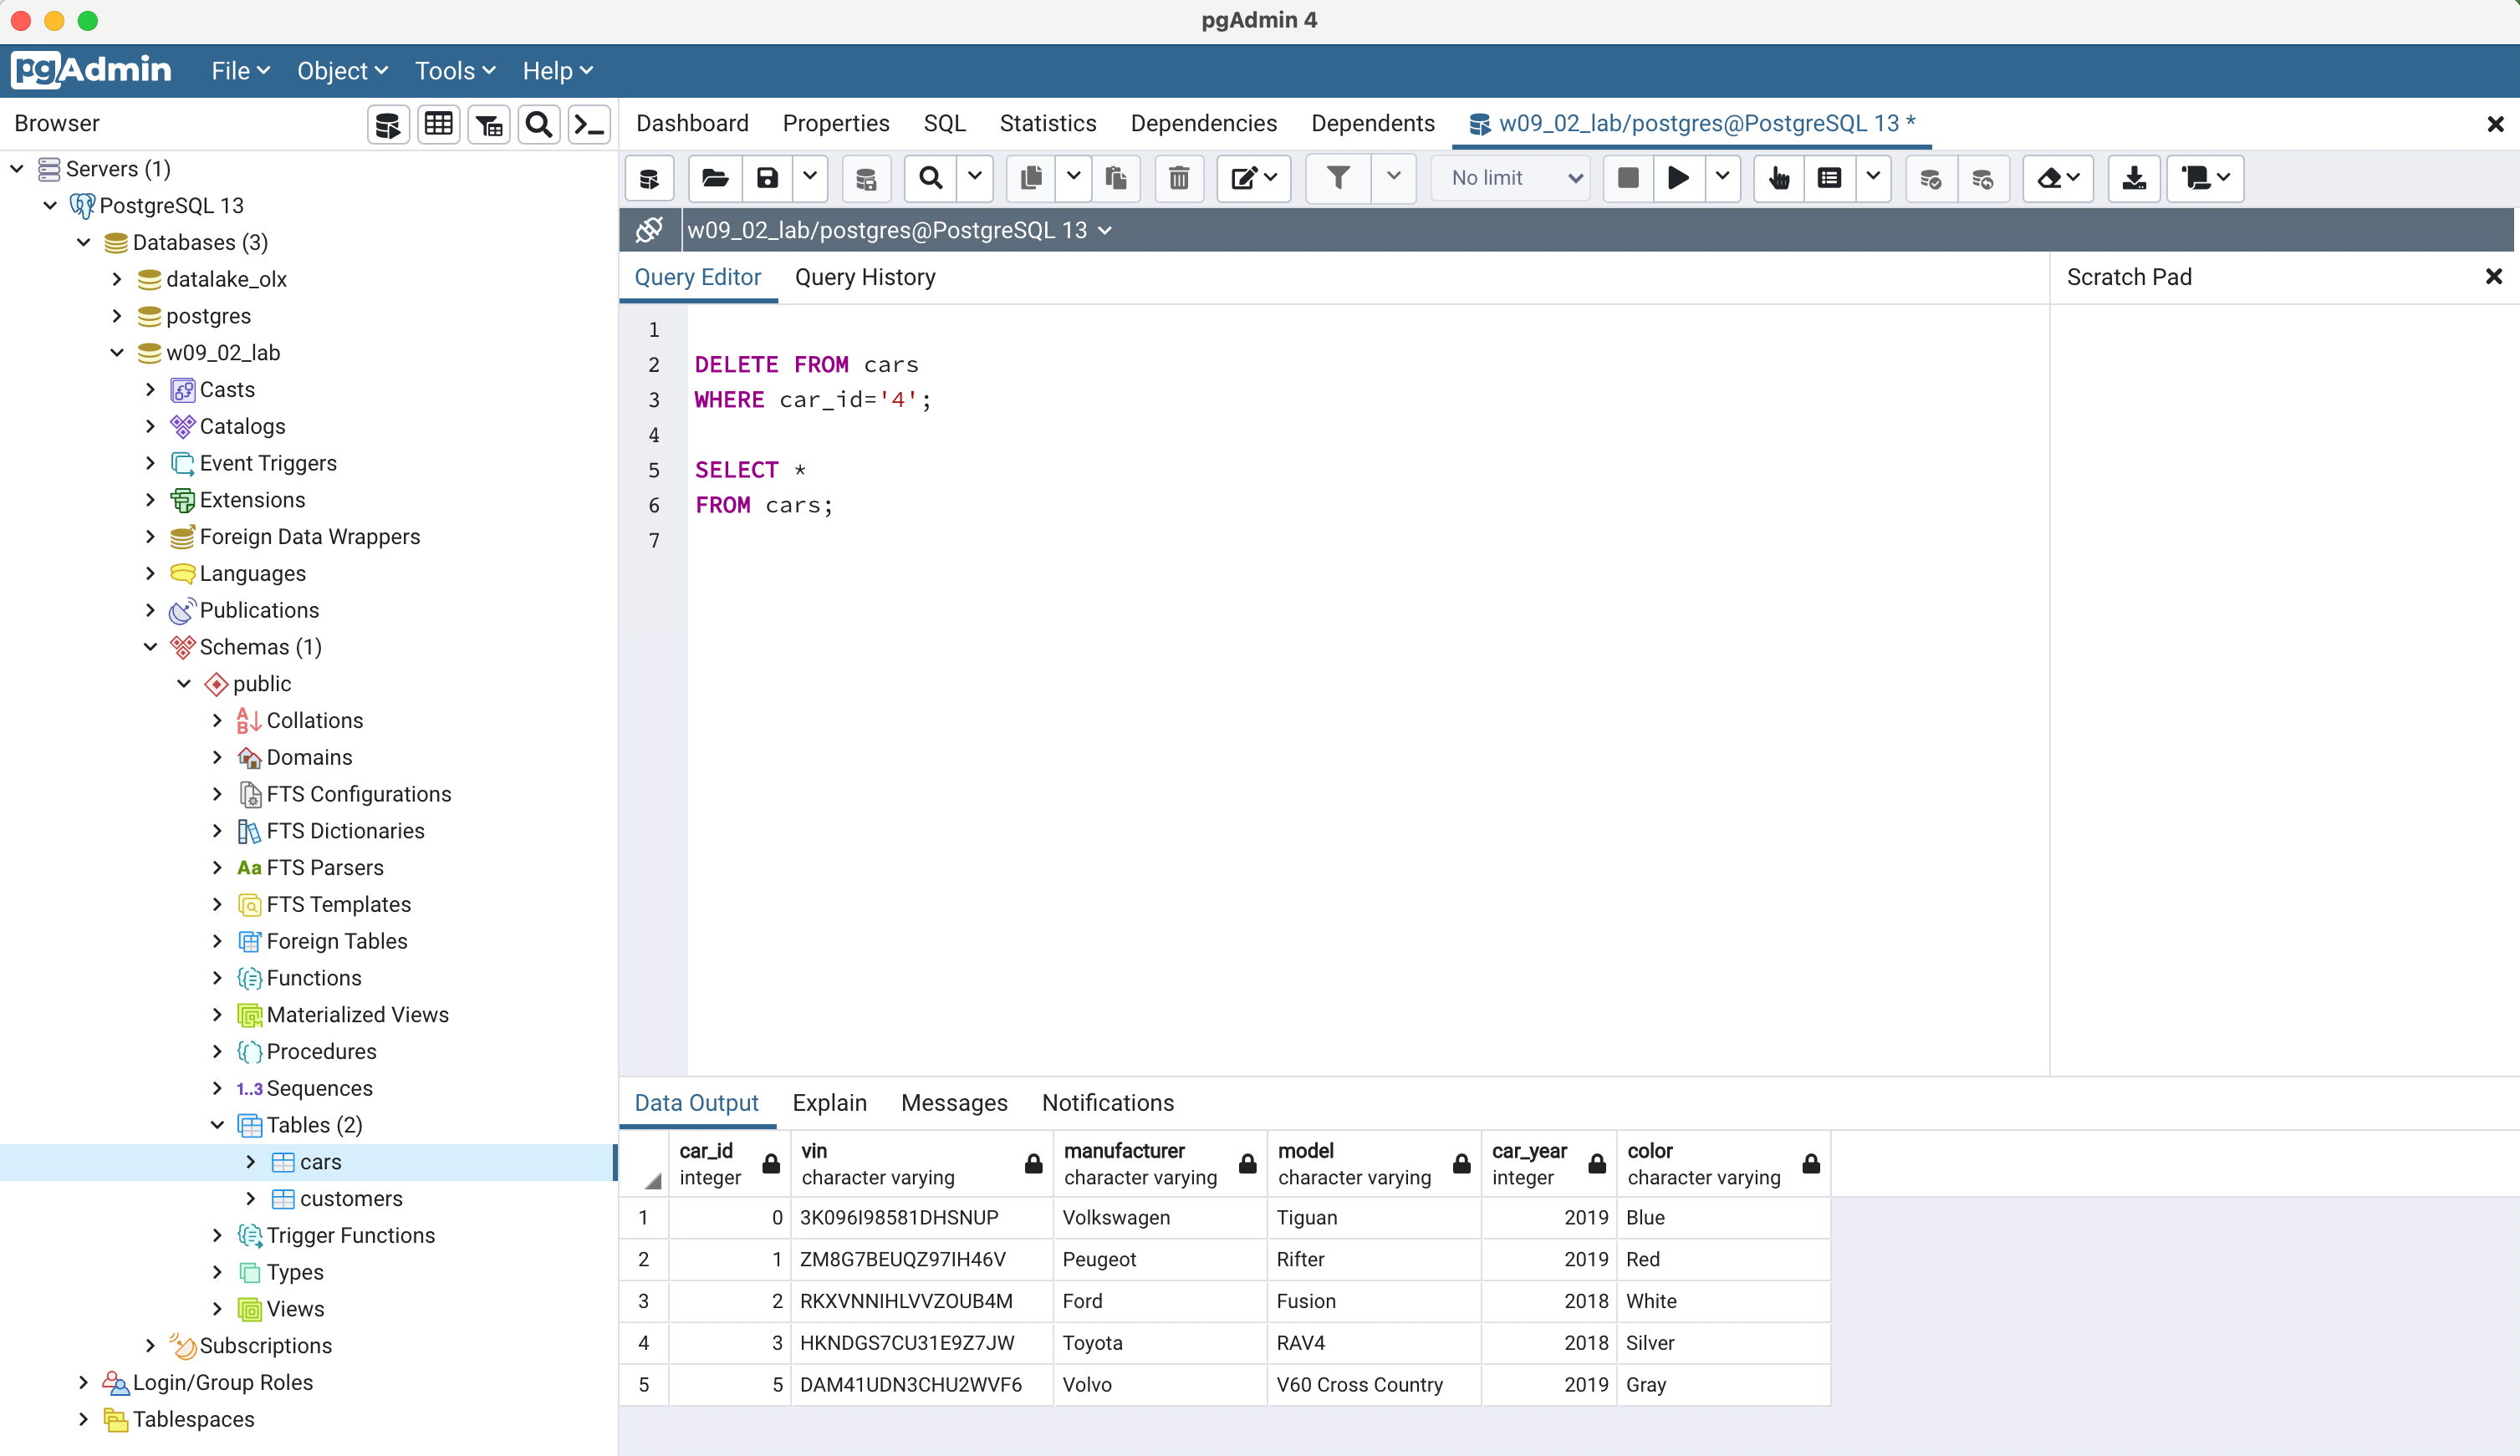 pgAdmin 4
pgAdmin File Object Tools Help
Browser
Dashboard Properties SQL Statistics Dependencies Dependents w09_02_lab/postgres@PostgreSQL 13 *
No limit
w09_02_lab/postgres@PostgreSQL 13
Query Editor Query History
Scratch Pad
Servers (1)
PostgreSQL 13
Databases (3)
datalake_olx
postgres
w09_02_lab
Casts
Catalogs
Event Triggers
Extensions
Foreign Data Wrappers
Languages
Publications
Schemas (1)
public
Collations
Domains
FTS Configurations
FTS Dictionaries
Aa FTS Parsers
FTS Templates
Foreign Tables
Functions
Materialized Views
Procedures
1..3 Sequences
Tables (2)
cars
customers
Trigger Functions
Types
Views
Subscriptions
Login/Group Roles
Tablespaces
1
2 DELETE FROM cars
3 WHERE car_id='4';
4
5 SELECT *
6 FROM cars;
7
Data Output Explain Messages Notifications
car_id vin manufacturer model car_year color
integer character varying character varying character varying integer character varying
1 0 3K096I98581DHSNUP Volkswagen Tiguan 2019 Blue
2 1 ZM8G7BEUQZ97IH46V Peugeot Rifter 2019 Red
3 2 RKXVNNIHLVVZOUB4M Ford Fusion 2018 White
4 3 HKNDGS7CU31E9Z7JW Toyota RAV4 2018 Silver
5 5 DAM41UDN3CHU2WVF6 Volvo V60 Cross Country 2019 Gray